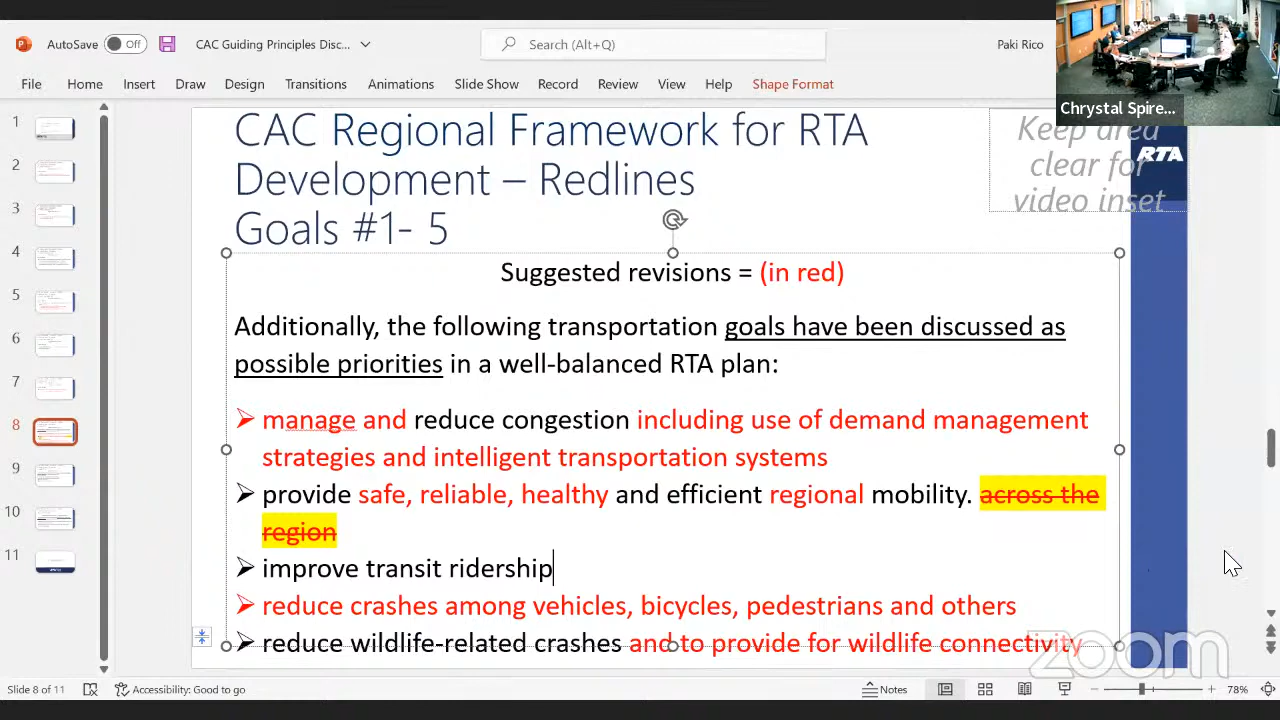 AutoSave Off CAC Guiding Principles Disc... Search (Alt+Q) Paki Rico
Chrystal Spire...
File Home Insert Draw Design Transitions Animations Slide Show Record Review View Help Shape Format
1
2
3
4
5
6
7
8
9
10
11
CAC Regional Framework for RTA
Development – Redlines
Goals #1- 5
Keep area
clear for
video inset
RTA
Suggested revisions = (in red)
Additionally, the following transportation goals have been discussed as
possible priorities in a well-balanced RTA plan:
manage and reduce congestion including use of demand management
strategies and intelligent transportation systems
provide safe, reliable, healthy and efficient regional mobility. across the
region
improve transit ridership
reduce crashes among vehicles, bicycles, pedestrians and others
reduce wildlife-related crashes and to provide for wildlife connectivity
zoom
Slide 8 of 11 Accessibility: Good to go Notes 78%